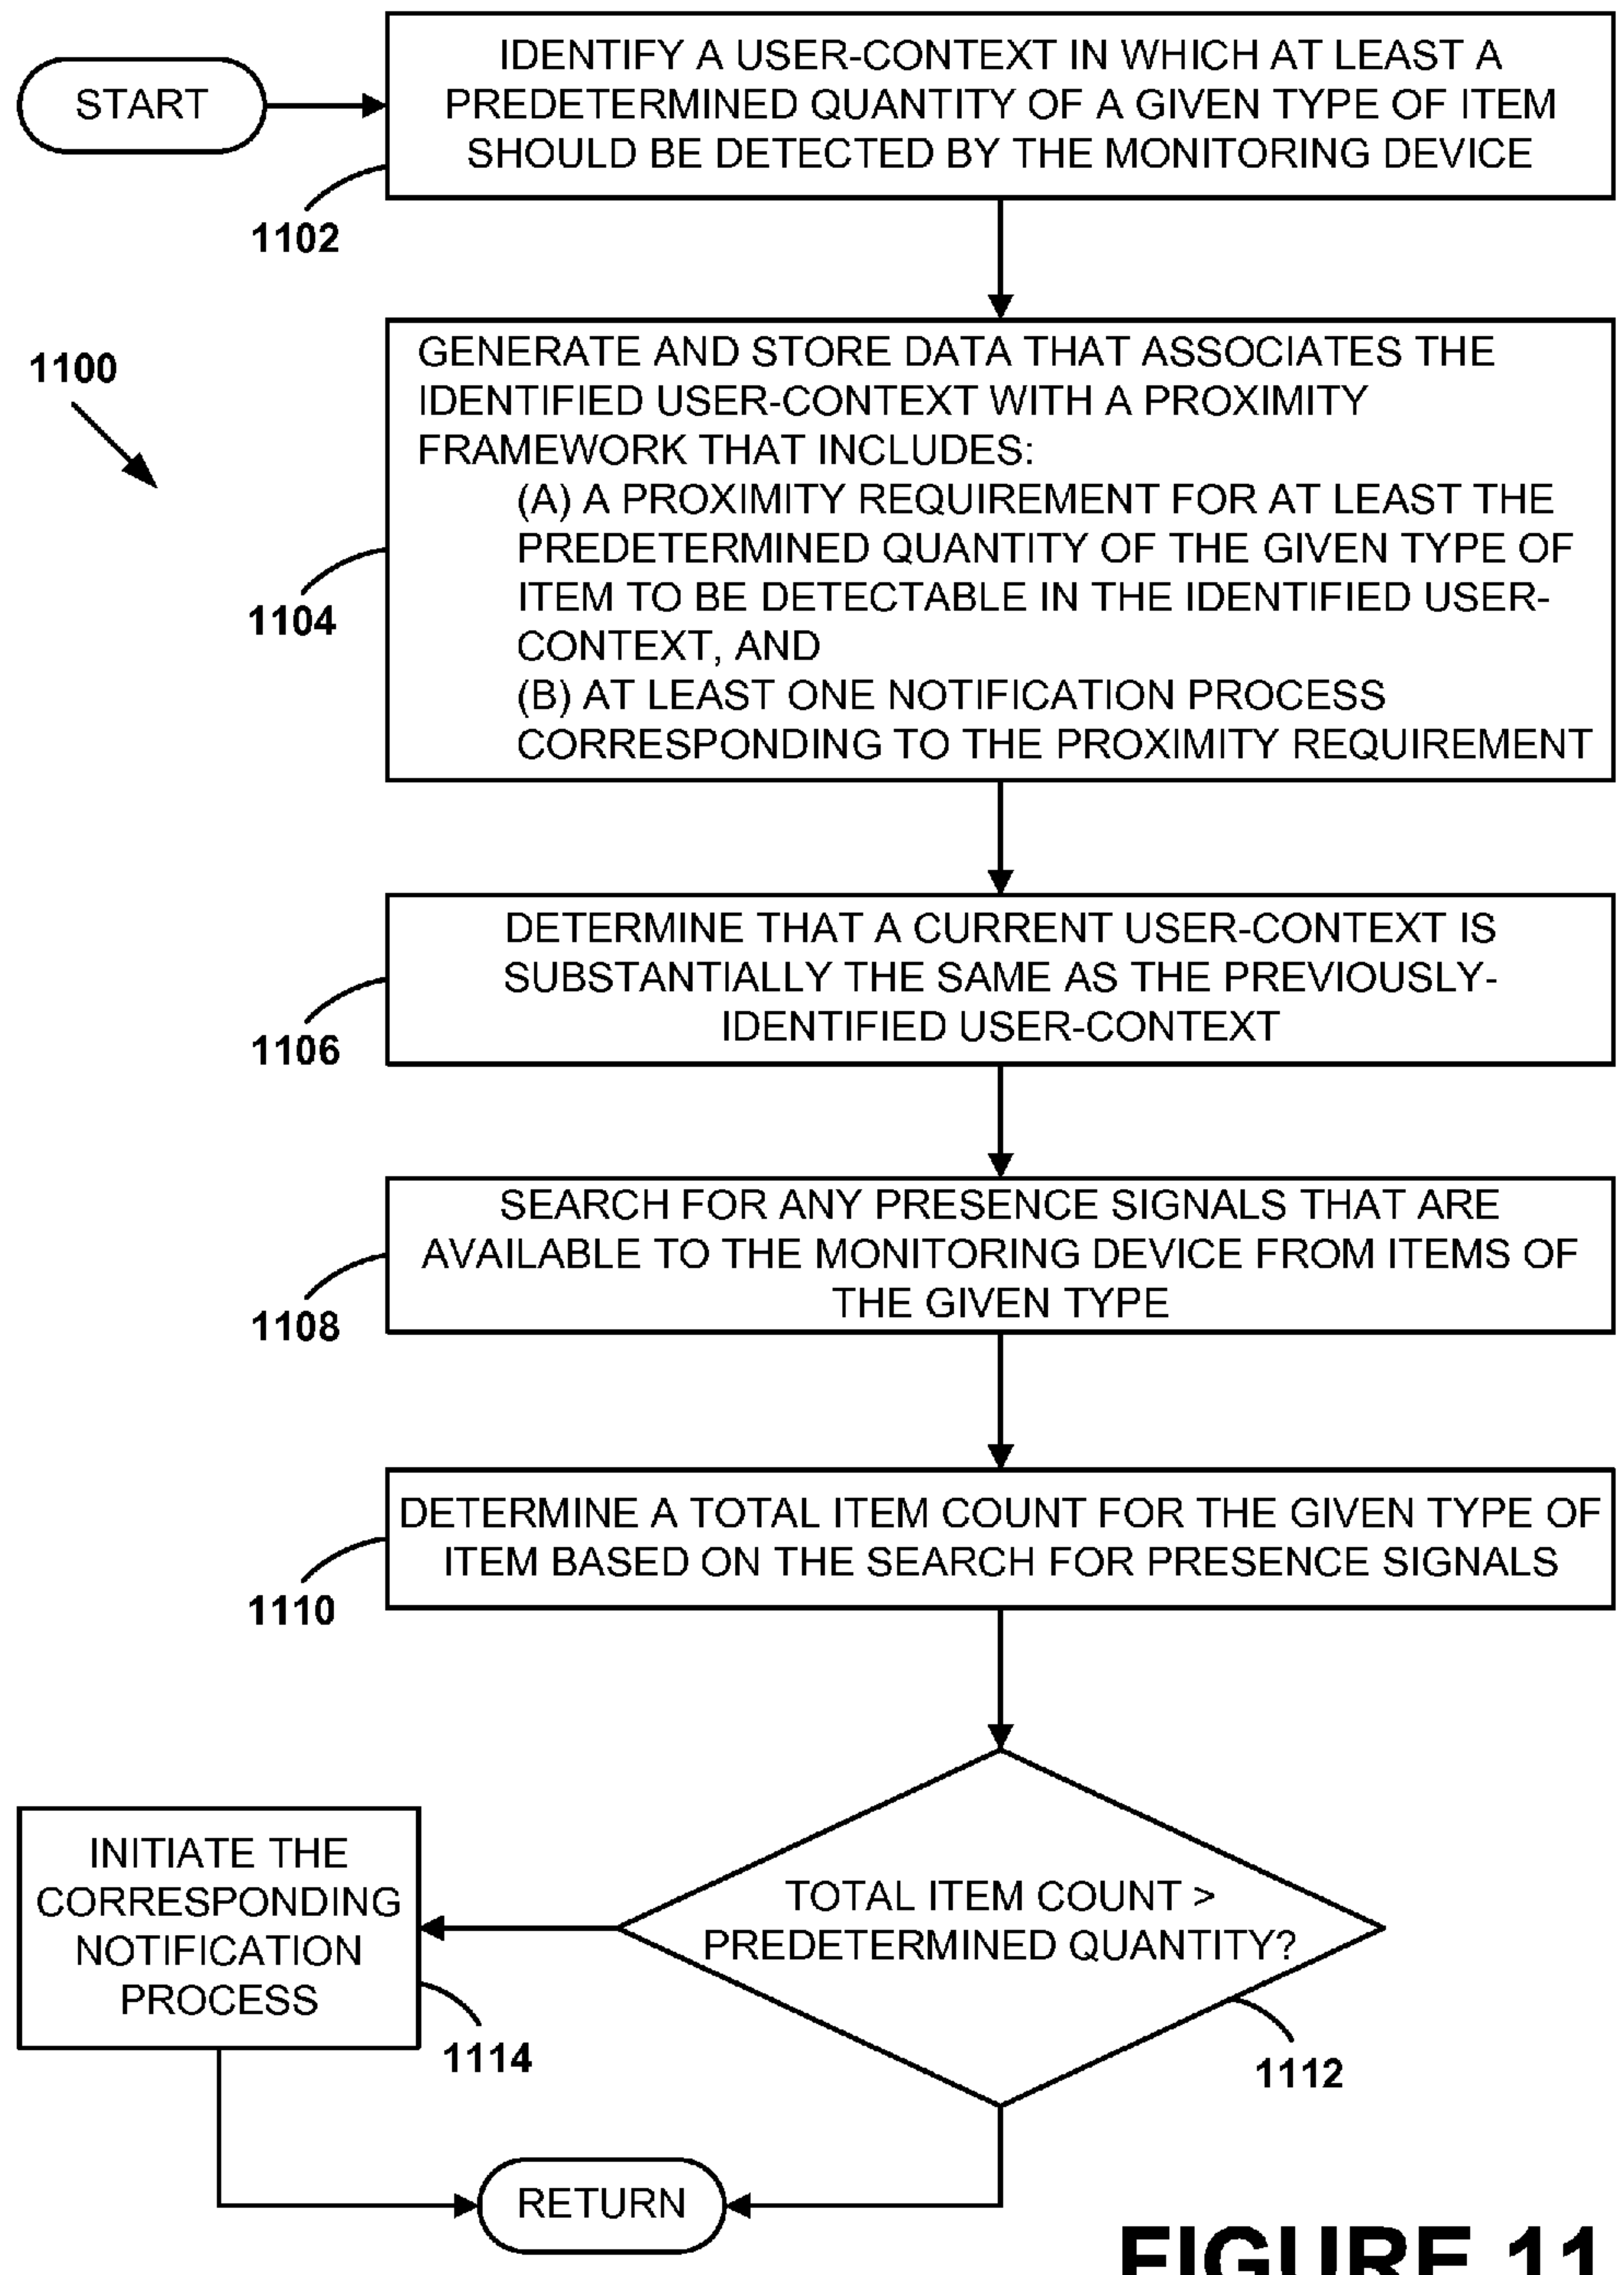 START
IDENTIFY A USER-CONTEXT IN WHICH AT LEAST A
PREDETERMINED QUANTITY OF A GIVEN TYPE OF ITEM
SHOULD BE DETECTED BY THE MONITORING DEVICE
1102
1100
GENERATE AND STORE DATA THAT ASSOCIATES THE
IDENTIFIED USER-CONTEXT WITH A PROXIMITY
FRAMEWORK THAT INCLUDES:
(A) A PROXIMITY REQUIREMENT FOR AT LEAST THE
PREDETERMINED QUANTITY OF THE GIVEN TYPE OF
ITEM TO BE DETECTABLE IN THE IDENTIFIED USER-
CONTEXT, AND
(B) AT LEAST ONE NOTIFICATION PROCESS
CORRESPONDING TO THE PROXIMITY REQUIREMENT
1104
DETERMINE THAT A CURRENT USER-CONTEXT IS
SUBSTANTIALLY THE SAME AS THE PREVIOUSLY-
IDENTIFIED USER-CONTEXT
1106
SEARCH FOR ANY PRESENCE SIGNALS THAT ARE
AVAILABLE TO THE MONITORING DEVICE FROM ITEMS OF
THE GIVEN TYPE
1108
DETERMINE A TOTAL ITEM COUNT FOR THE GIVEN TYPE OF
ITEM BASED ON THE SEARCH FOR PRESENCE SIGNALS
1110
TOTAL ITEM COUNT >
PREDETERMINED QUANTITY?
1112
INITIATE THE
CORRESPONDING
NOTIFICATION
PROCESS
1114
RETURN
FIGURE 11